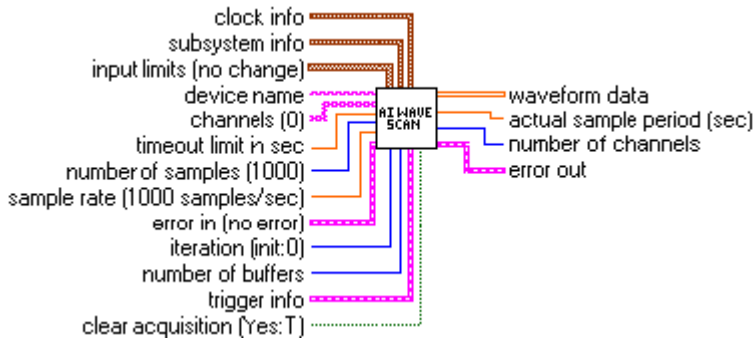 clock info
subsystem info
input limits (no change)
device name
channels (0)
timeout limit in sec
number of samples (1000)
sample rate (1000 samples/sec)
error in (no error)
iteration (init:0)
number of buffers
trigger info
clear acquisition (Yes:T)
AI WAVE
SCAN
waveform data
actual sample period (sec)
number of channels
error out